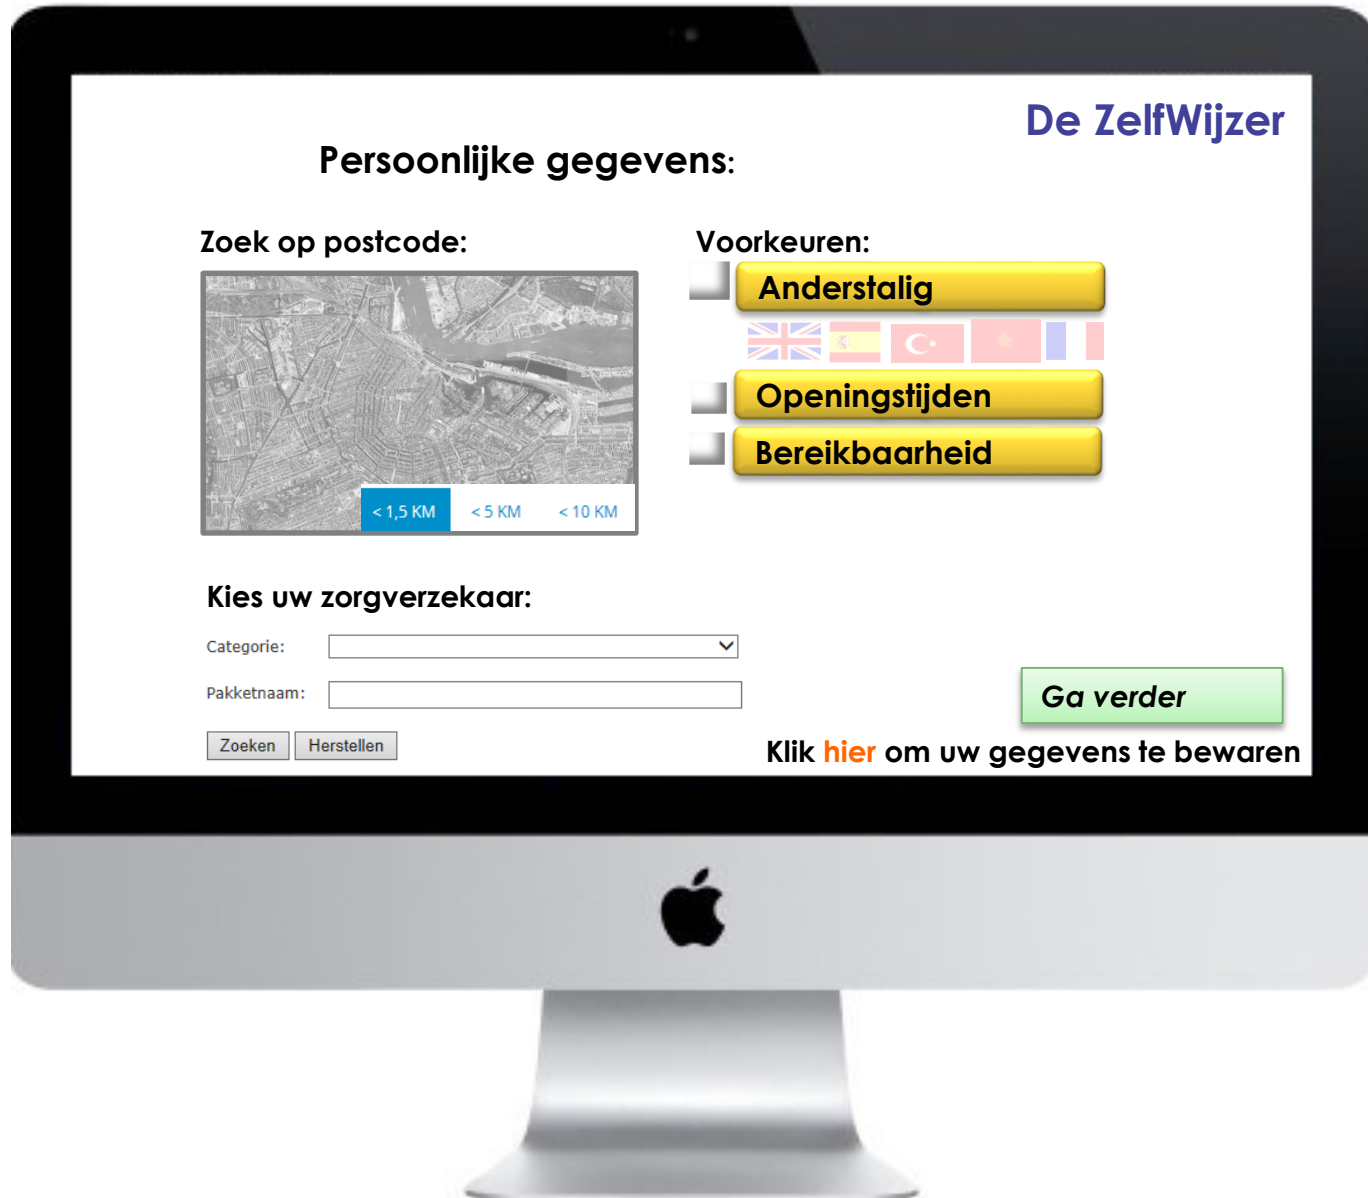 De ZelfWijzer
Persoonlijke gegevens:
Zoek op postcode:
Voorkeuren:
Anderstalig
Openingstijden
Bereikbaarheid
< 1,5 KM < 5 KM < 10 KM
Kies uw zorgverzekaar:
Categorie:
Pakketnaam:
Zoeken Herstellen
Ga verder
Klik hier om uw gegevens te bewaren